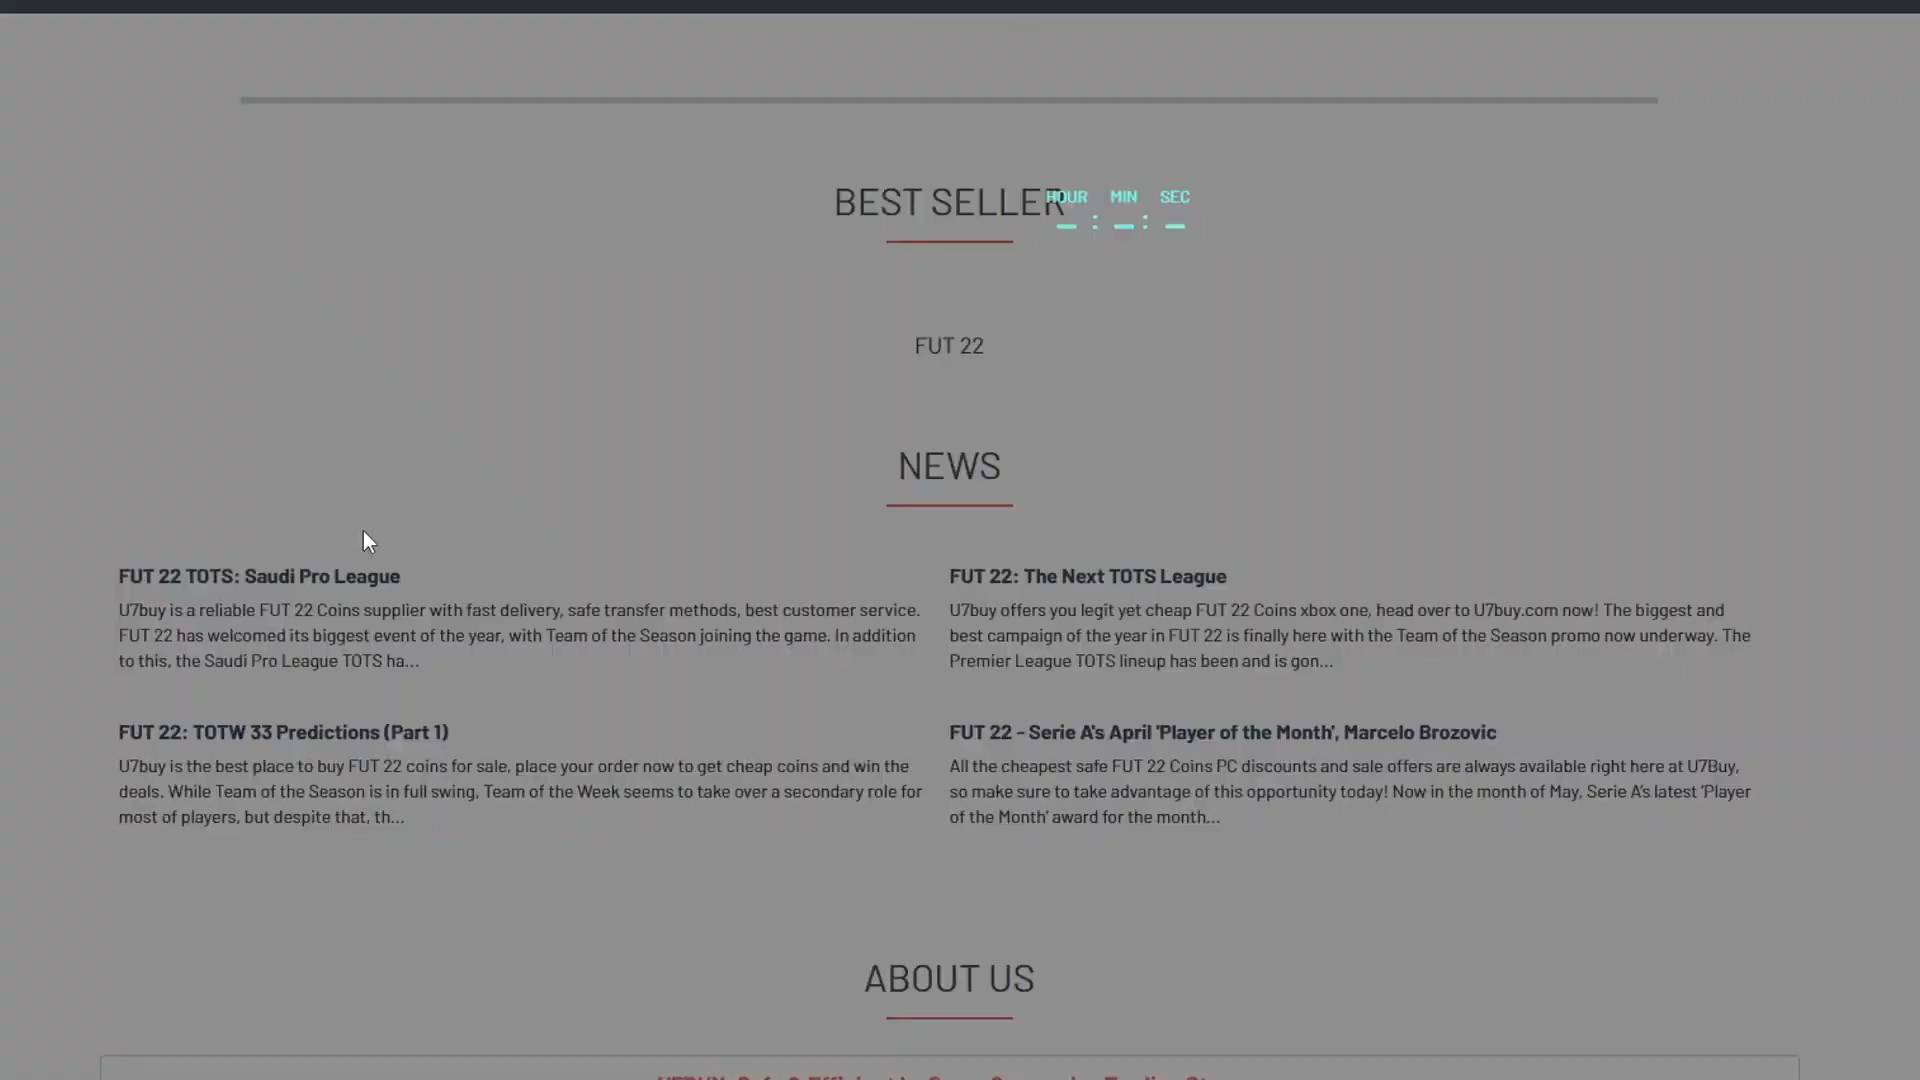 BEST SELLER
HOUR MIN SEC
– : – : –
FUT 22
NEWS
FUT 22 TOTS: Saudi Pro League
U7buy is a reliable FUT 22 Coins supplier with fast delivery, safe transfer methods, best customer service.
FUT 22 has welcomed its biggest event of the year, with Team of the Season joining the game. In addition
to this, the Saudi Pro League TOTS ha...
FUT 22: The Next TOTS League
U7buy offers you legit yet cheap FUT 22 Coins xbox one, head over to U7buy.com now! The biggest and
best campaign of the year in FUT 22 is finally here with the Team of the Season promo now underway. The
Premier League TOTS lineup has been and is gon...
FUT 22: TOTW 33 Predictions (Part 1)
U7buy is the best place to buy FUT 22 coins for sale, place your order now to get cheap coins and win the
deals. While Team of the Season is in full swing, Team of the Week seems to take over a secondary role for
most of players, but despite that, th...
FUT 22 - Serie A's April 'Player of the Month', Marcelo Brozovic
All the cheapest safe FUT 22 Coins PC discounts and sale offers are always available right here at U7Buy,
so make sure to take advantage of this opportunity today! Now in the month of May, Serie A's latest 'Player
of the Month' award for the month...
ABOUT US